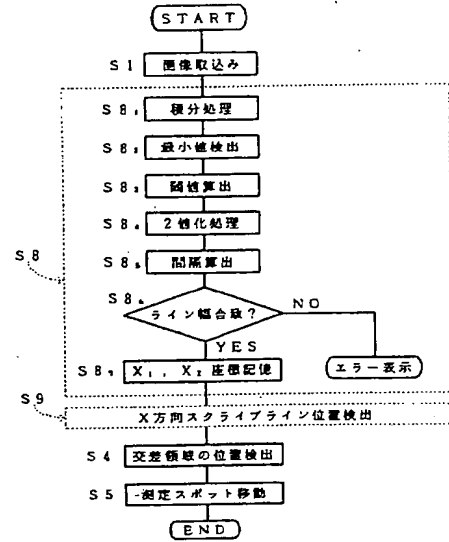 START
S1 画像取込み
S8₁ 積分処理
S8₂ 最小値検出
S8₃ 閾値算出
S8₄ 2値化処理
S8₅ 間隔算出
S8
S8₆
ライン幅合致?
NO
YES
エラー表示
S8₇ X₁, X₂座標記憶
S9
X方向スクライブライン位置検出
S4 交差領域の位置検出
S5 測定スポット移動
END